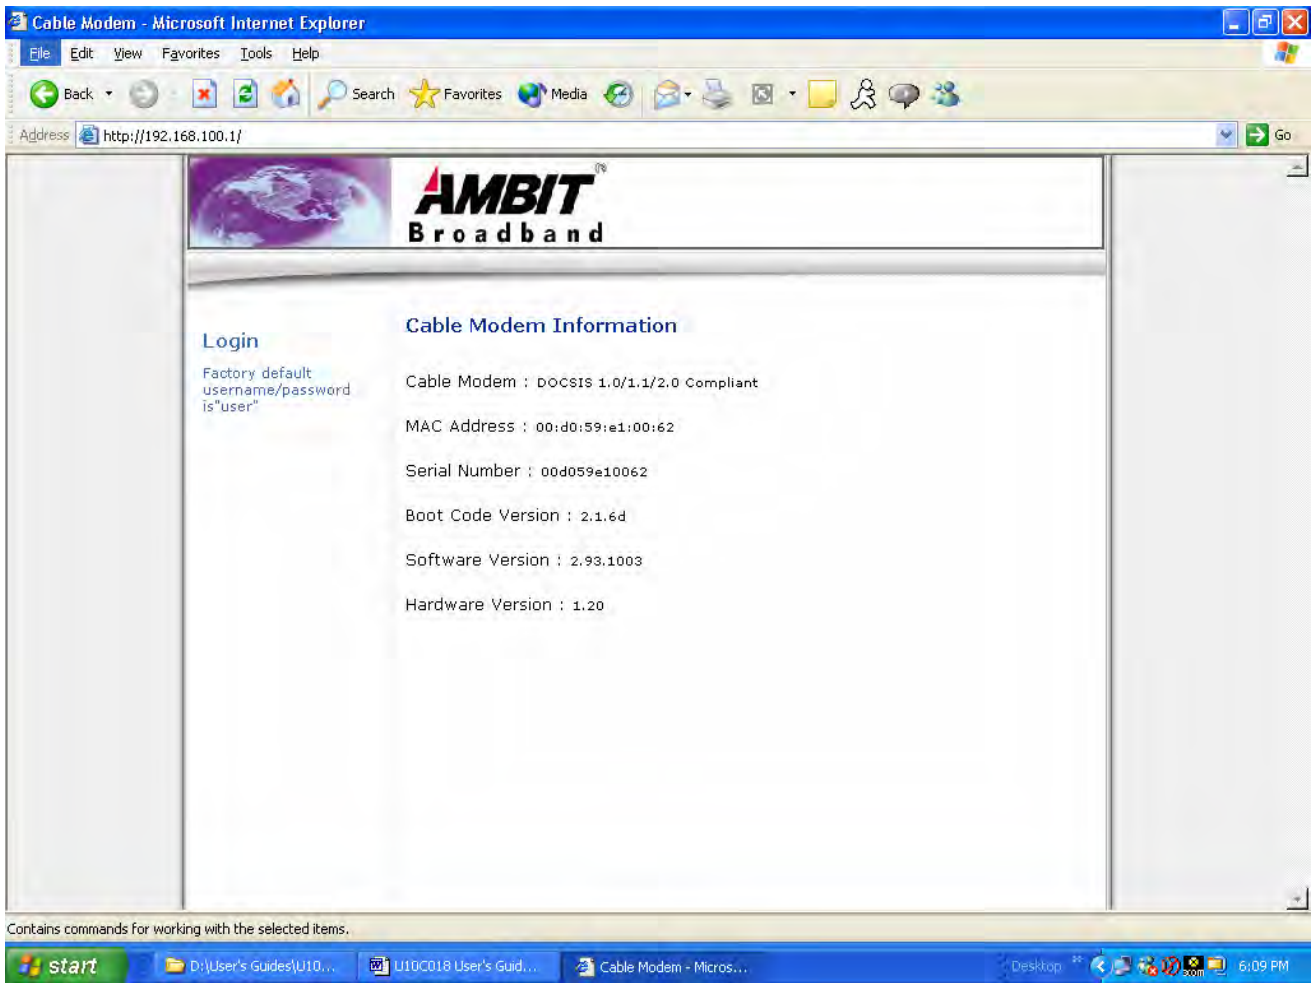 Cable Modem - Microsoft Internet Explorer
File Edit View Favorites Tools Help
Back Search Favorites Media
Address http://192.168.100.1/ Go
AMBIT®
Broadband
Login
Factory default
username/password
is"user"
Cable Modem Information
Cable Modem : DOCSIS 1.0/1.1/2.0 Compliant
MAC Address : 00:d0:59:e1:00:62
Serial Number : 00d059e10062
Boot Code Version : 2.1.6d
Software Version : 2.93.1003
Hardware Version : 1.20
Contains commands for working with the selected items.
start D:\User's Guides\U10... U10C018 User's Guid... Cable Modem - Micros... Desktop » 6:09 PM